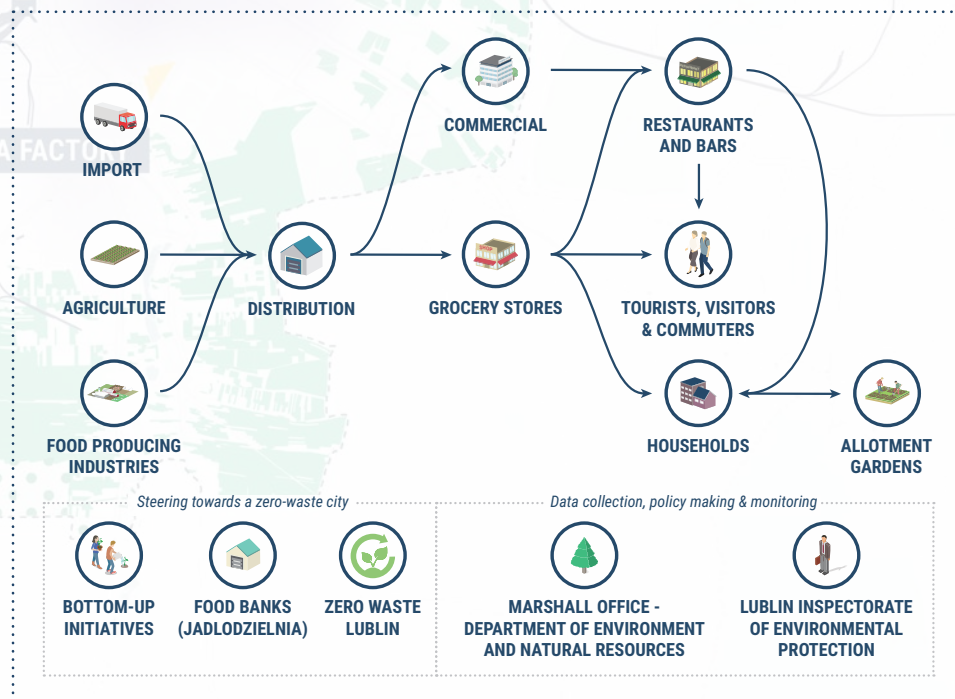 COMMERCIAL
RESTAURANTS
AND BARS
FACTORY
IMPORT
AGRICULTURE
DISTRIBUTION
GROCERY STORES
TOURISTS, VISITORS
& COMMUTERS
FOOD PRODUCING
INDUSTRIES
HOUSEHOLDS
ALLOTMENT
GARDENS
Steering towards a zero-waste city
Data collection, policy making & monitoring
BOTTOM-UP
INITIATIVES
FOOD BANKS
(JADLODZIELNIA)
ZERO WASTE
LUBLIN
MARSHALL OFFICE -
DEPARTMENT OF ENVIRONMENT
AND NATURAL RESOURCES
LUBLIN INSPECTORATE
OF ENVIRONMENTAL
PROTECTION